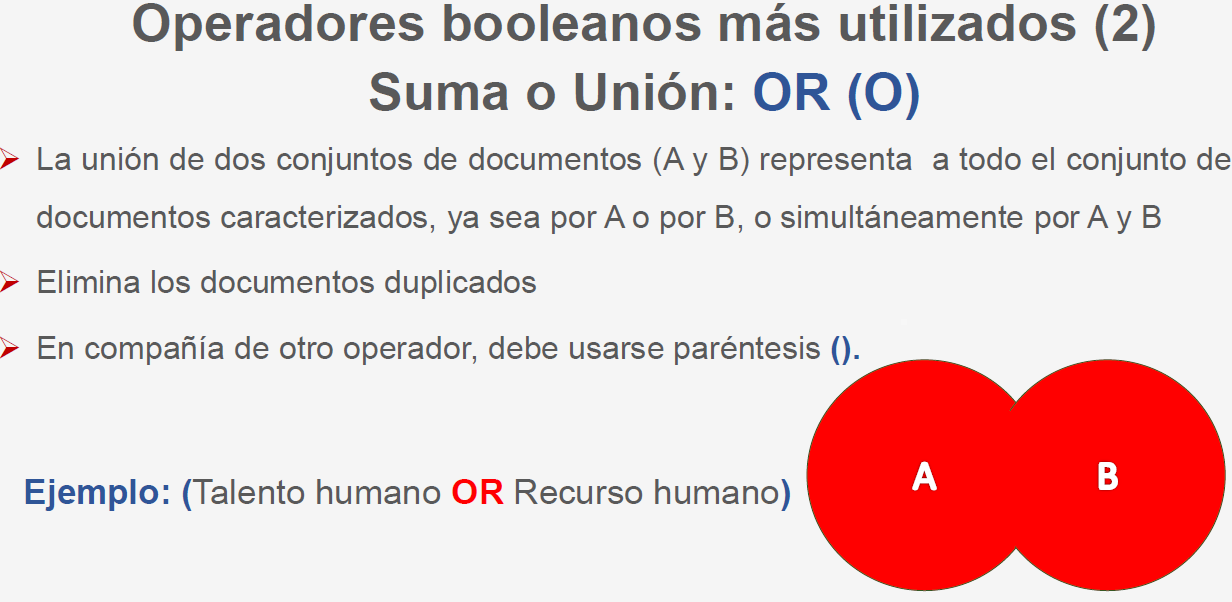 Operadores booleanos más utilizados (2)
Suma o Unión: OR (O)
La unión de dos conjuntos de documentos (A y B) representa  a todo el conjunto de
documentos caracterizados, ya sea por A o por B, o simultáneamente por A y B
Elimina los documentos duplicados
En compañía de otro operador, debe usarse paréntesis ().
A B
Ejemplo: (Talento humano OR Recurso humano)